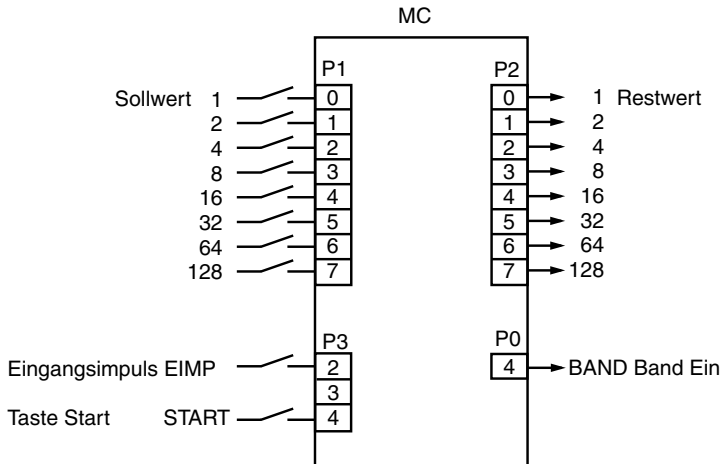 MC
P1 P2
Sollwert 1 0 0 1 Restwert
2 1 1 2
4 2 2 4
8 3 3 8
16 4 4 16
32 5 5 32
64 6 6 64
128 7 7 128
P3 P0
Eingangsimpuls EIMP 2 4 BAND Band Ein
3
Taste Start START 4